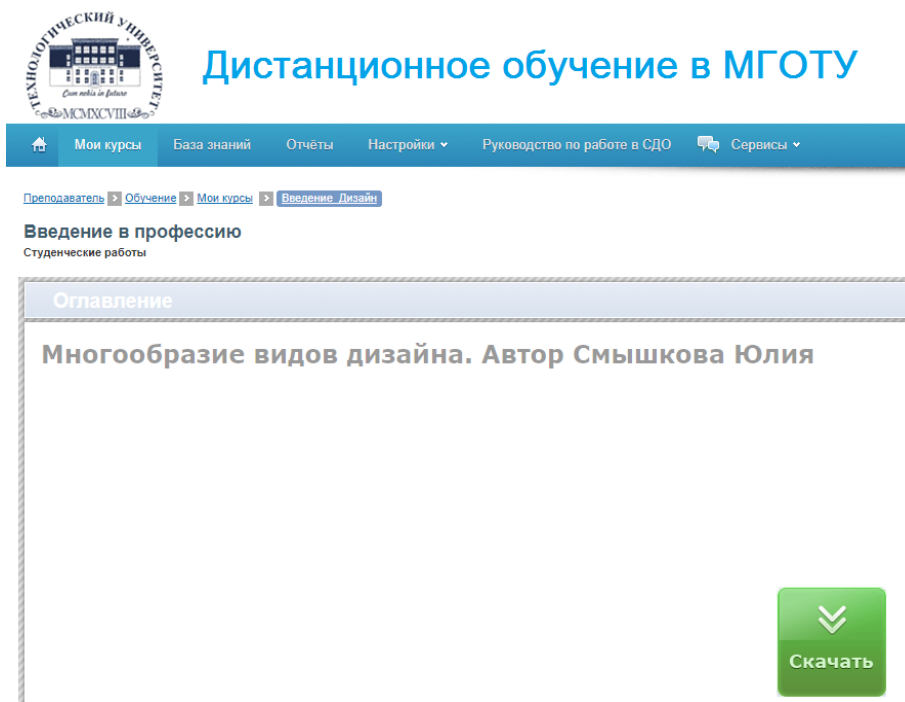 ТЕХНОЛОГИЧЕСКИЙ УНИВЕРСИТЕТ
Cum nobis in future
MCMXCVIII
Дистанционное обучение в МГОТУ
Мои курсы База знаний Отчёты Настройки Руководство по работе в СДО Сервисы
Преподаватель Обучение Мои курсы Введение_Дизайн
Введение в профессию
Студенческие работы
Оглавление
Многообразие видов дизайна. Автор Смышкова Юлия
Скачать